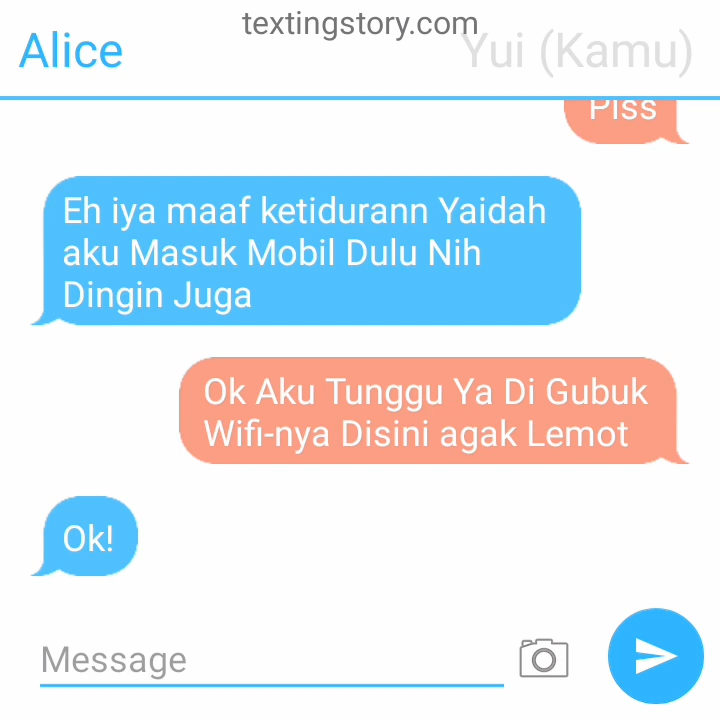 textingstory.com
Alice
Yui (Kamu)
Plss
Eh iya maaf ketidurann Yaidah
aku Masuk Mobil Dulu Nih
Dingin Juga
Ok Aku Tunggu Ya Di Gubuk
Wifi-nya Disini agak Lemot
Ok!
Message